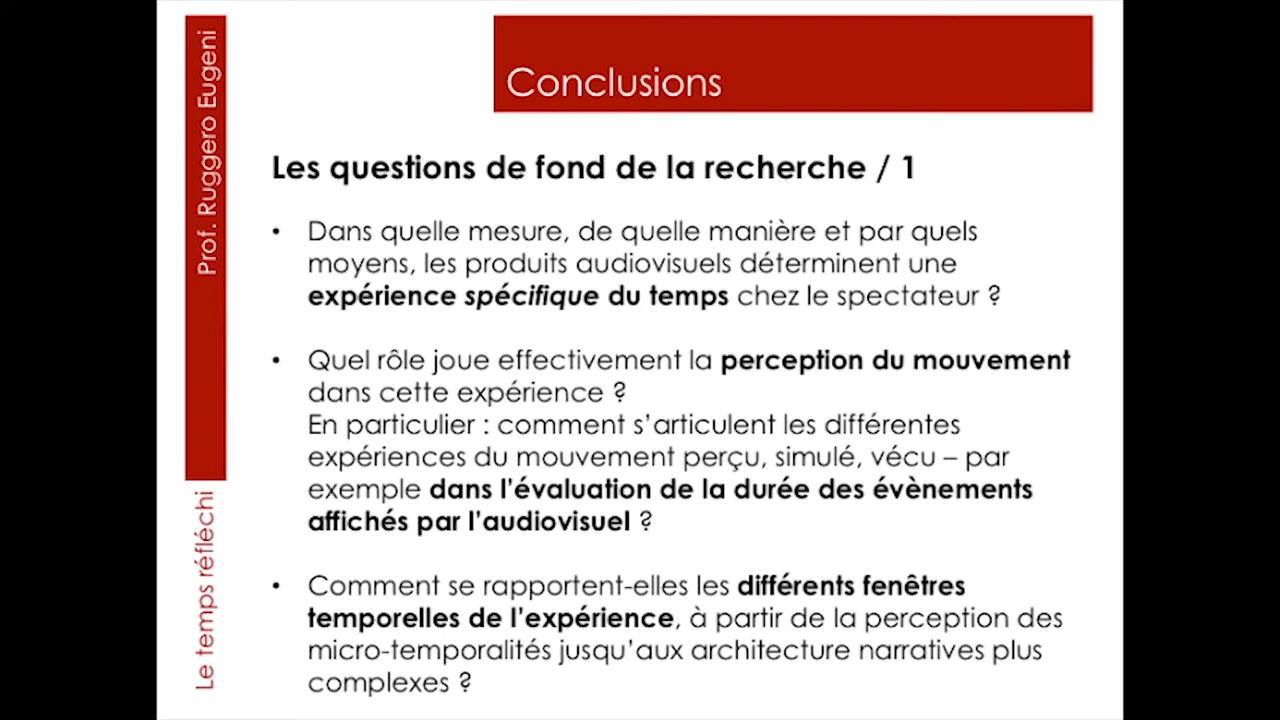 Prof. Ruggero Eugeni
Le temps réfléchi
Conclusions
Les questions de fond de la recherche / 1
• Dans quelle mesure, de quelle manière et par quels
moyens, les produits audiovisuels déterminent une
expérience spécifique du temps chez le spectateur ?
• Quel rôle joue effectivement la perception du mouvement
dans cette expérience ?
En particulier : comment s’articulent les différentes
expériences du mouvement perçu, simulé, vécu – par
exemple dans l’évaluation de la durée des évènements
affichés par l’audiovisuel ?
• Comment se rapportent-elles les différents fenêtres
temporelles de l’expérience, à partir de la perception des
micro-temporalités jusqu’aux architecture narratives plus
complexes ?